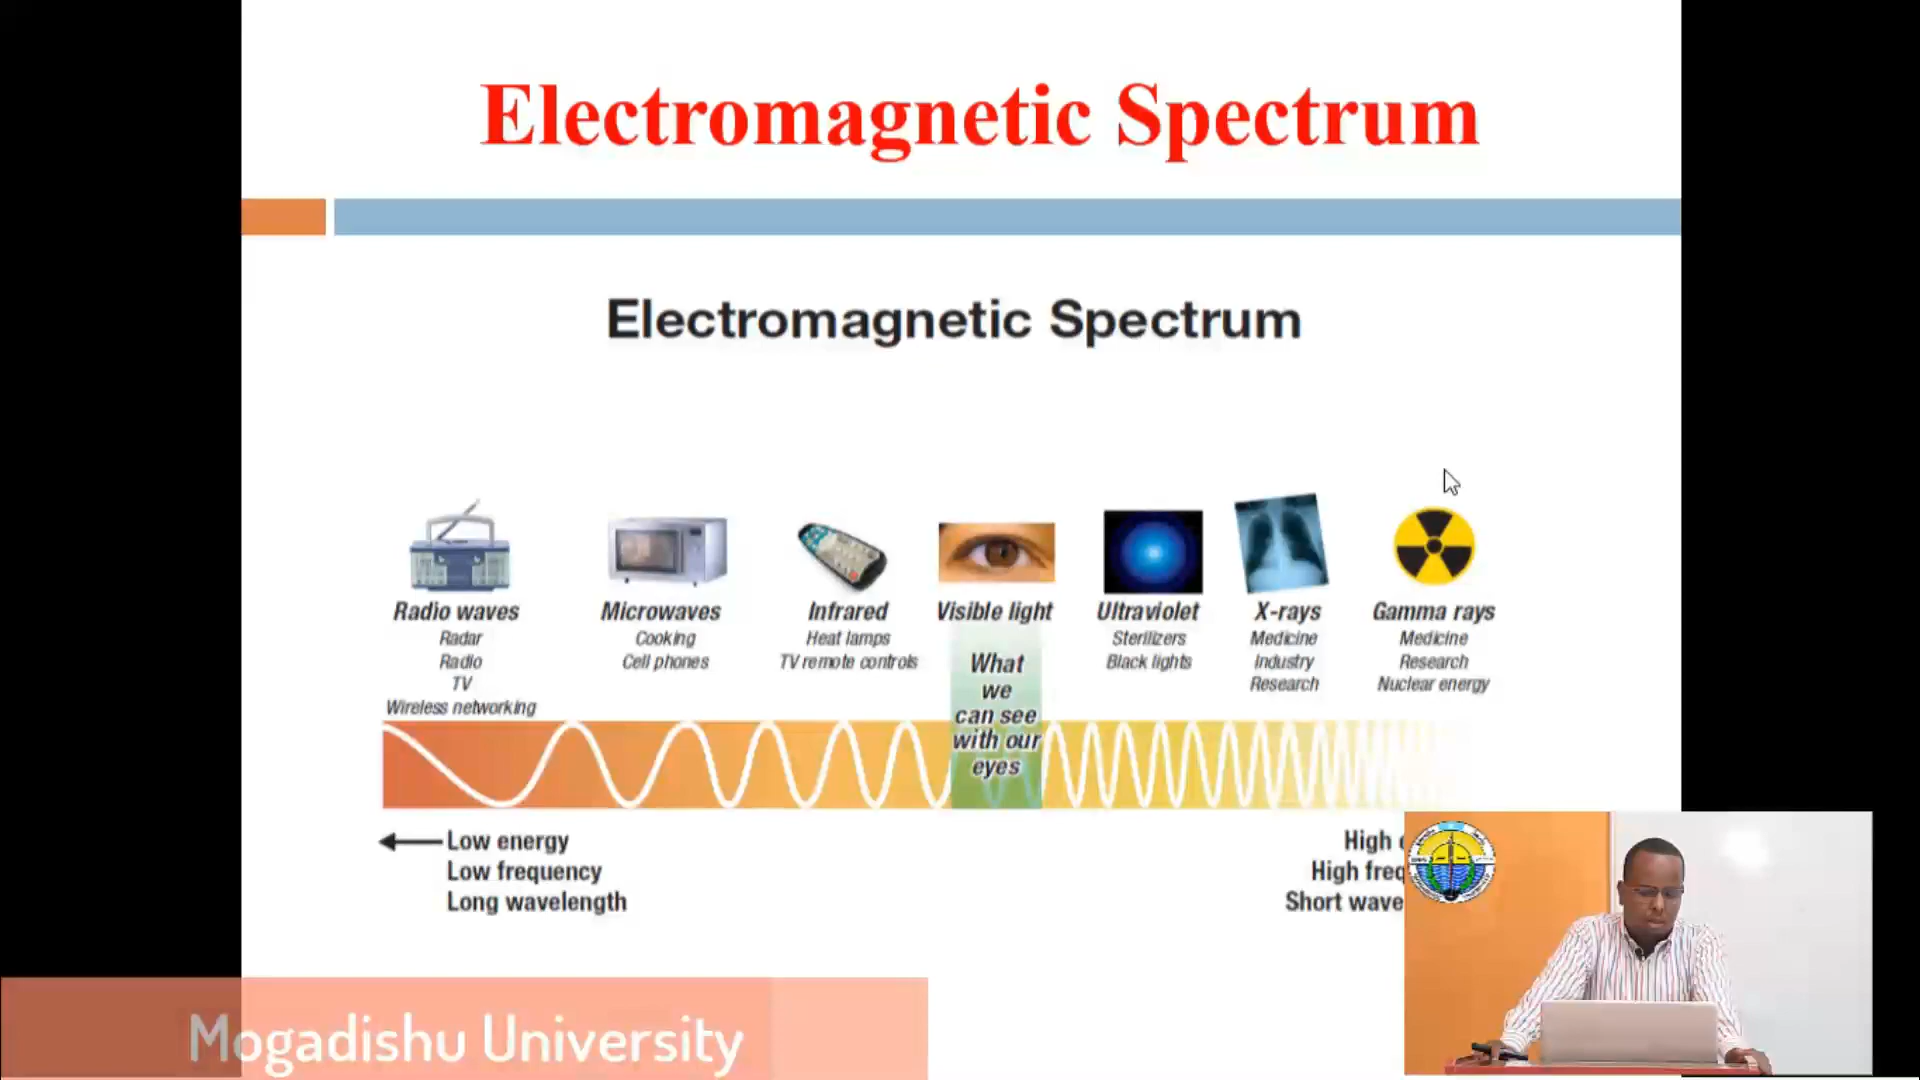 Electromagnetic Spectrum
Electromagnetic Spectrum
Radio waves
Radar
Radio
TV
Wireless networking
Microwaves
Cooking
Cell phones
Infrared
Heat lamps
TV remote controls
Visible light
What
we
can see
with our
eyes
Ultraviolet
Sterilizers
Black lights
X-rays
Medicine
Industry
Research
Gamma rays
Medicine
Research
Nuclear energy
Low energy
Low frequency
Long wavelength
High
High freq
Short wave
Mogadishu University